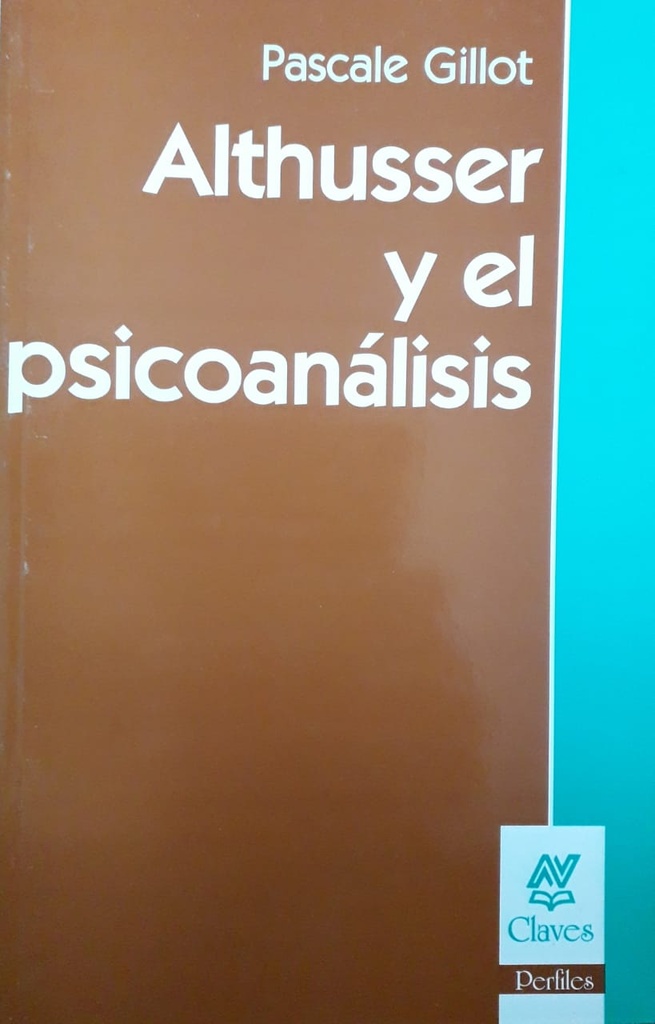 Pascale Gillot
Althusser
y el
psicoanálisis
Claves
Perfiles